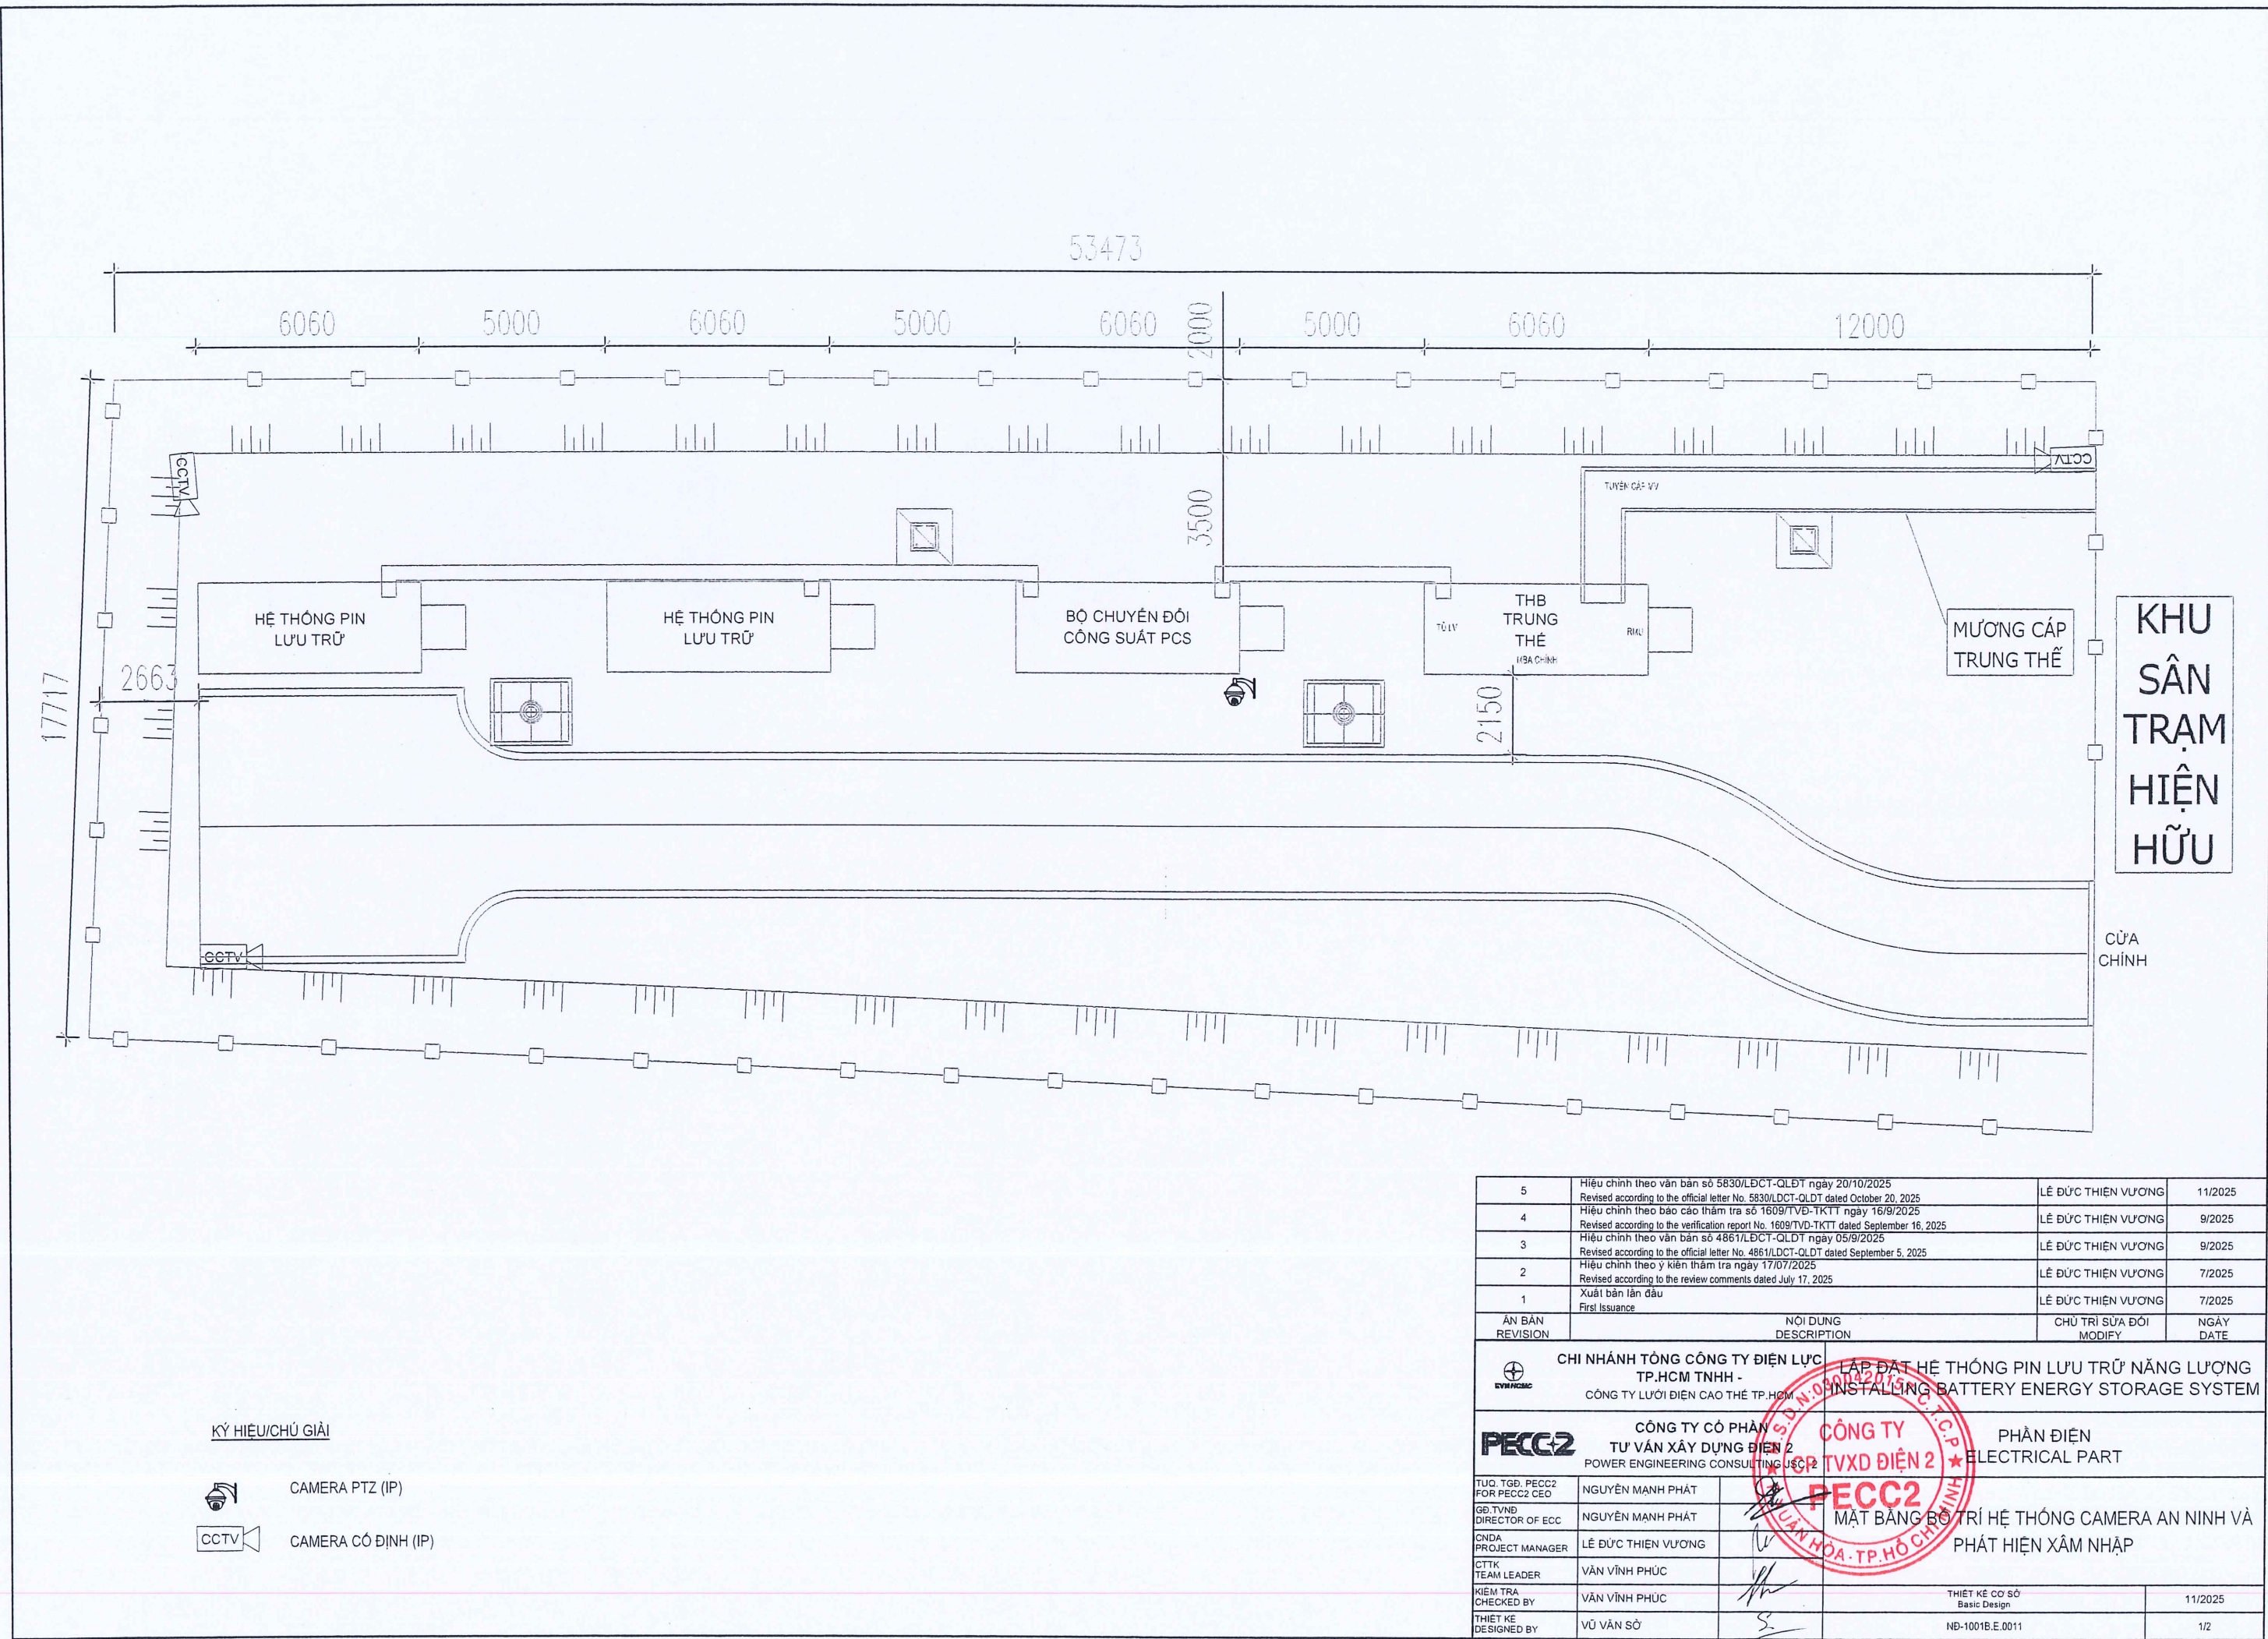 53473
6060
5000
6060
5000
6060
2000
5000
6060
12000
CCTV
CCTV
TUYẾN CÁP MV
3500
HỆ THỐNG PIN
LƯU TRỮ
HỆ THỐNG PIN
LƯU TRỮ
BỘ CHUYỂN ĐỔI
CÔNG SUẤT PCS
THB
TRUNG
THẾ
TỦ LV
RMU
MBA CHÍNH
MƯƠNG CÁP
TRUNG THẾ
KHU
SÂN
TRẠM
HIỆN
HỮU
17717
2663
2150
CCTV
CỬA
CHÍNH
5
Hiệu chỉnh theo văn bản số 5830/LĐCT-QLĐT ngày 20/10/2025
Revised according to the official letter No. 5830/LDCT-QLDT dated October 20, 2025
LÊ ĐỨC THIỆN VƯƠNG
11/2025
4
Hiệu chỉnh theo báo cáo thẩm tra số 1609/TVĐ-TKTT ngày 16/9/2025
Revised according to the verification report No. 1609/TVD-TKTT dated September 16, 2025
LÊ ĐỨC THIỆN VƯƠNG
9/2025
3
Hiệu chỉnh theo văn bản số 4861/LĐCT-QLDT ngày 05/9/2025
Revised according to the official letter No. 4861/LDCT-QLDT dated September 5, 2025
LÊ ĐỨC THIỆN VƯƠNG
9/2025
2
Hiệu chỉnh theo ý kiến thẩm tra ngày 17/07/2025
Revised according to the review comments dated July 17, 2025
LÊ ĐỨC THIỆN VƯƠNG
7/2025
1
Xuất bản lần đầu
First Issuance
LÊ ĐỨC THIỆN VƯƠNG
7/2025
ẤN BẢN
REVISION
NỘI DUNG
DESCRIPTION
CHỦ TRÌ SỬA ĐỔI
MODIFY
NGÀY
DATE
EVNHCMC
CHI NHÁNH TỔNG CÔNG TY ĐIỆN LỰC
TP.HCM TNHH -
CÔNG TY LƯỚI ĐIỆN CAO THẾ TP.HCM
LẮP ĐẶT HỆ THỐNG PIN LƯU TRỮ NĂNG LƯỢNG
INSTALLING BATTERY ENERGY STORAGE SYSTEM
PECC2
CÔNG TY CỔ PHẦN
TƯ VẤN XÂY DỰNG ĐIỆN 2
POWER ENGINEERING CONSULTING JSC. 2
PHẦN ĐIỆN
ELECTRICAL PART
CÔNG TY
CP TVXD ĐIỆN 2
PECC2
TUQ. TGĐ. PECC2
FOR PECC2 CEO
NGUYỄN MẠNH PHÁT
GĐ.TVNĐ
DIRECTOR OF ECC
NGUYỄN MẠNH PHÁT
CNDA
PROJECT MANAGER
LÊ ĐỨC THIỆN VƯƠNG
CTTK
TEAM LEADER
VĂN VĨNH PHÚC
KIỂM TRA
CHECKED BY
VĂN VĨNH PHÚC
THIẾT KẾ
DESIGNED BY
VŨ VĂN SỞ
MẶT BẰNG BỐ TRÍ HỆ THỐNG CAMERA AN NINH VÀ
PHÁT HIỆN XÂM NHẬP
THIẾT KẾ CƠ SỞ
Basic Design
11/2025
NĐ-1001B.E.0011
1/2
KÝ HIỆU/CHÚ GIẢI
CAMERA PTZ (IP)
CCTV
CAMERA CỐ ĐỊNH (IP)